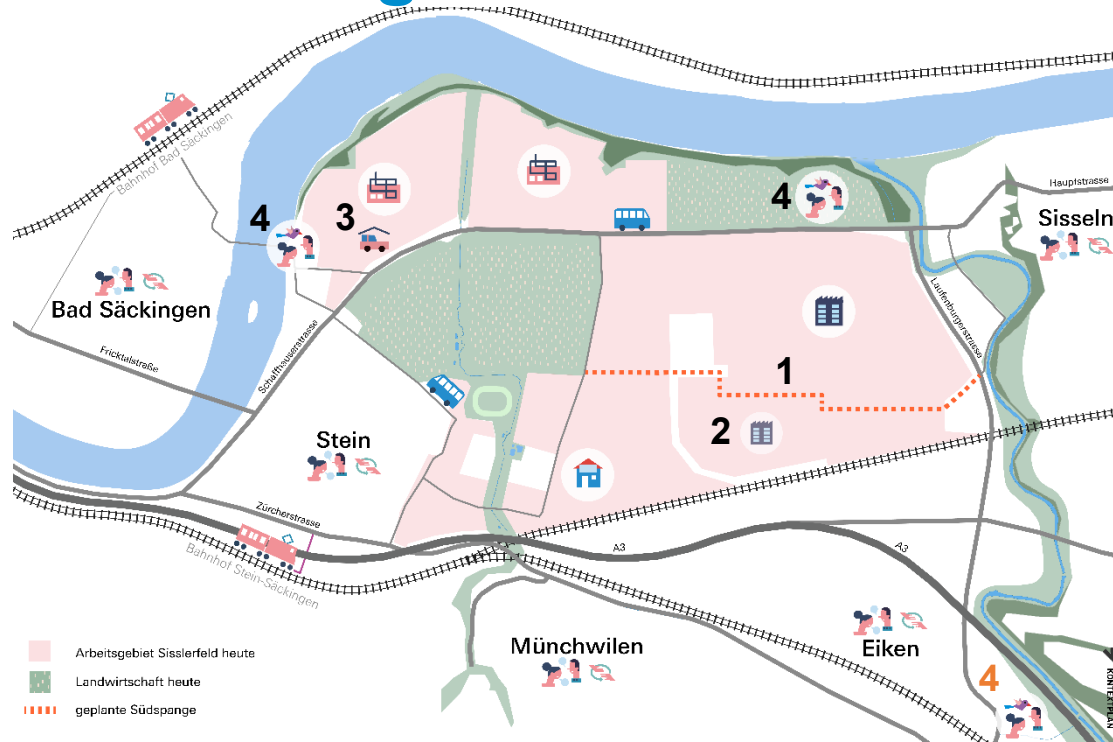 Bahnhof Bad Säckingen
Hauptstrasse
4
4
3
Sisseln
Bad Säckingen
Laufenburgerstrasse
Schaffhauserstrasse
Fricktalstraße
1
2
Stein
Zürcherstrasse
Bahnhof Stein-Säckingen
A3
A3
Münchwilen
Eiken
4
KONTEXTPLAN
Arbeitsgebiet Sisslerfeld heute
Landwirtschaft heute
geplante Südspange